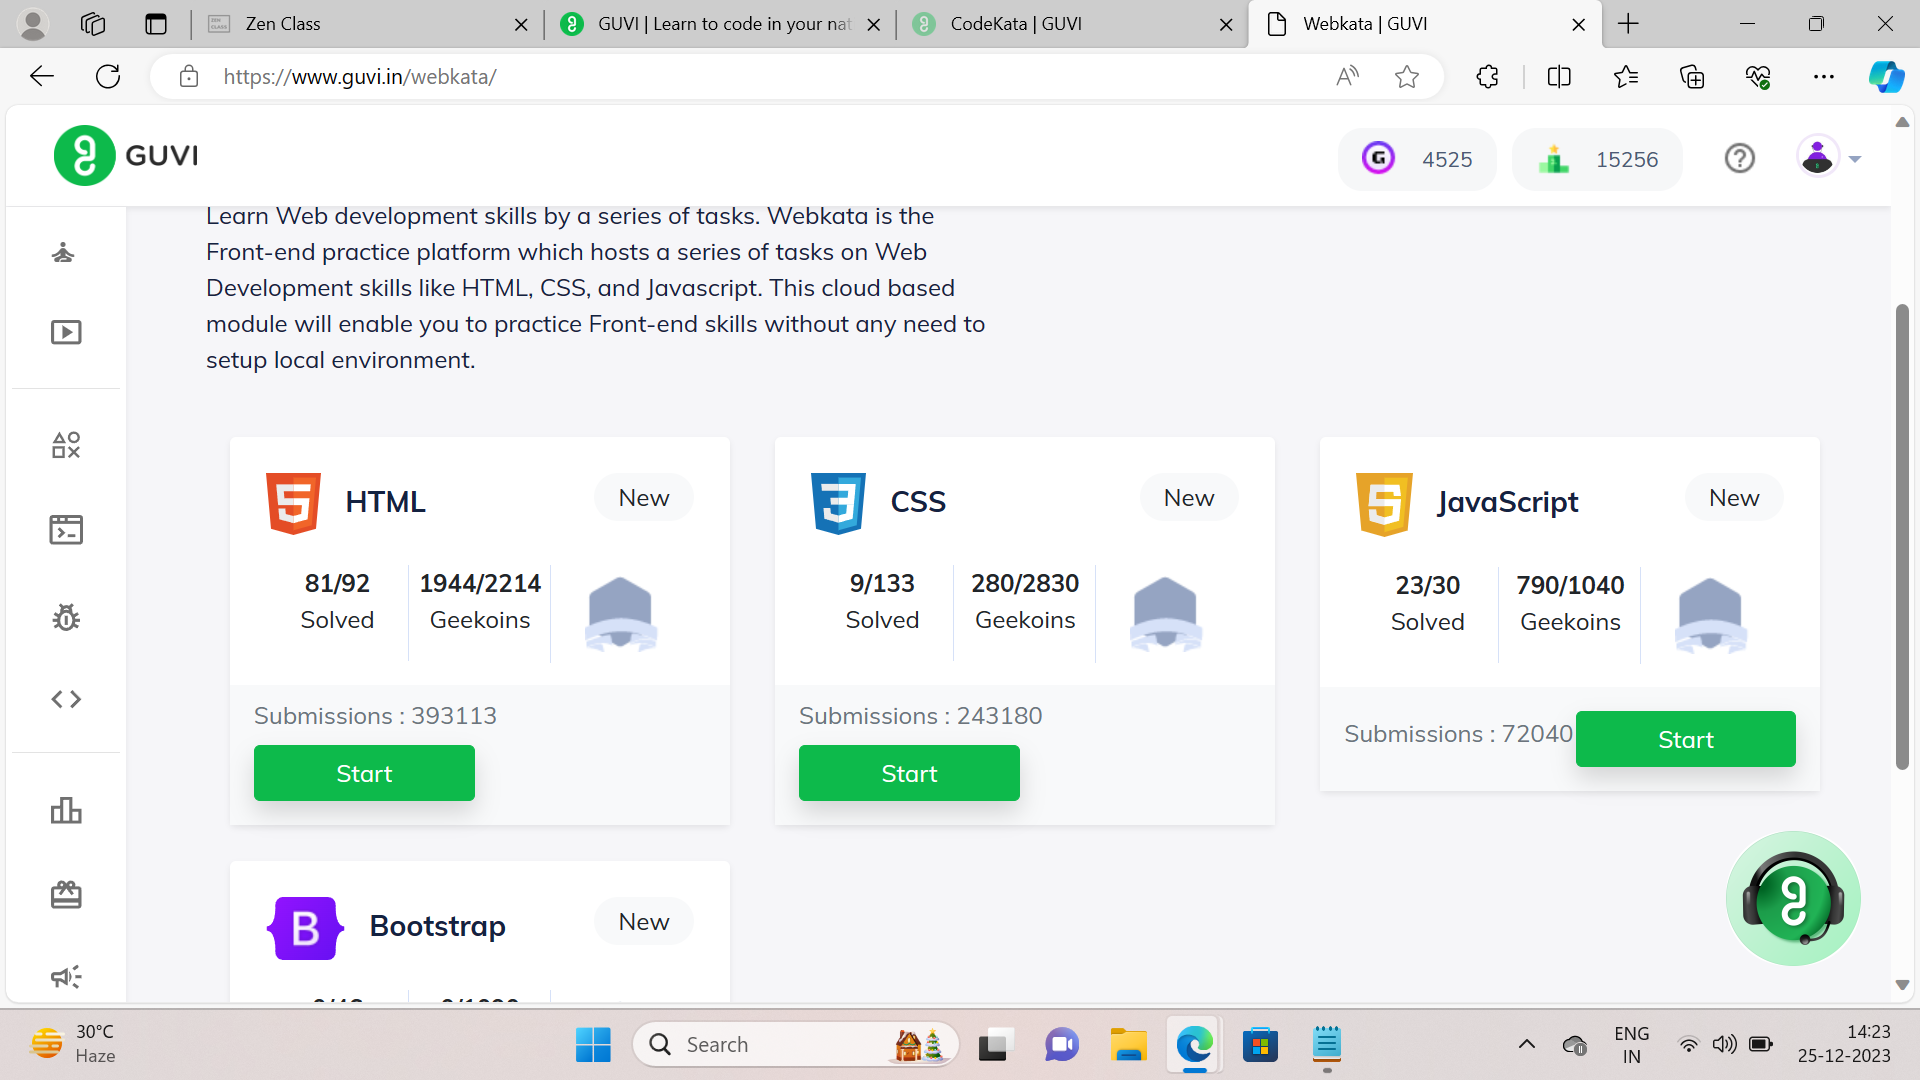 Zen Class
GUVI | Learn to code in your nat
CodeKata | GUVI
Webkata | GUVI
https://www.guvi.in/webkata/
GUVI
4525
15256
Learn Web development skills by a series of tasks. Webkata is the
Front-end practice platform which hosts a series of tasks on Web
Development skills like HTML, CSS, and Javascript. This cloud based
module will enable you to practice Front-end skills without any need to
setup local environment.
HTML
New
81/92
Solved
1944/2214
Geekoins
Submissions : 393113
Start
CSS
New
9/133
Solved
280/2830
Geekoins
Submissions : 243180
Start
JavaScript
New
23/30
Solved
790/1040
Geekoins
Submissions : 72040
Start
Bootstrap
New
30°C
Haze
Search
ENG
IN
14:23
25-12-2023